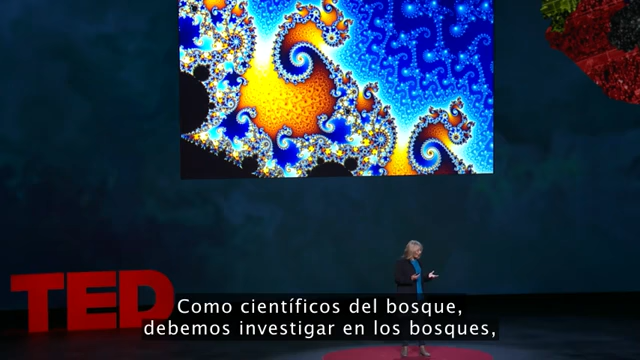 TED
Como científicos del bosque,
debemos investigar en los bosques,